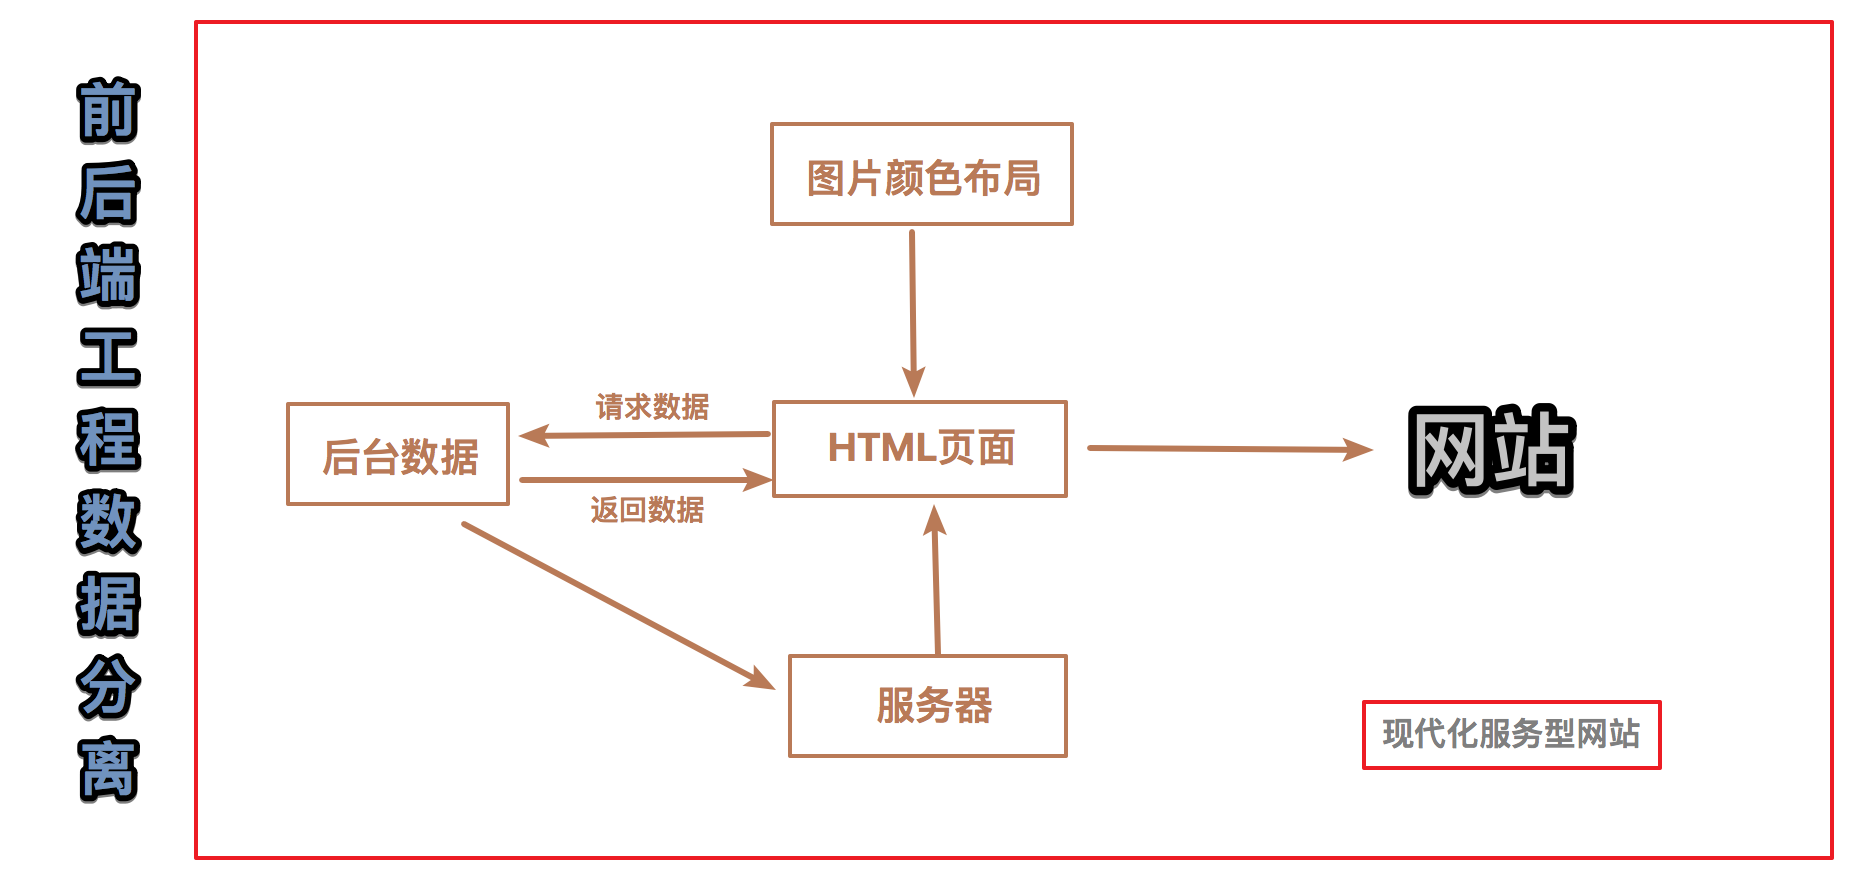 前后端工程数据分离
图片颜色布局
请求数据
后台数据
HTML页面
网站
返回数据
服务器
现代化服务型网站